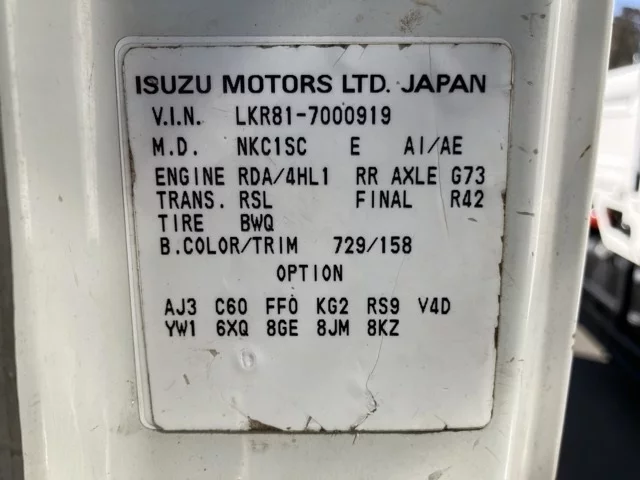 ISUZU MOTORS LTD. JAPAN
V.I.N. LKR81-7000919
M.D. NKC1SC E AI/AE
ENGINE RDA/4HL1 RR AXLE G73
TRANS. RSL FINAL R42
TIRE BWQ
B.COLOR/TRIM 729/158
OPTION
AJ3 C60 FF0 KG2 RS9 V4D
YW1 6XQ 8GE 8JM 8KZ